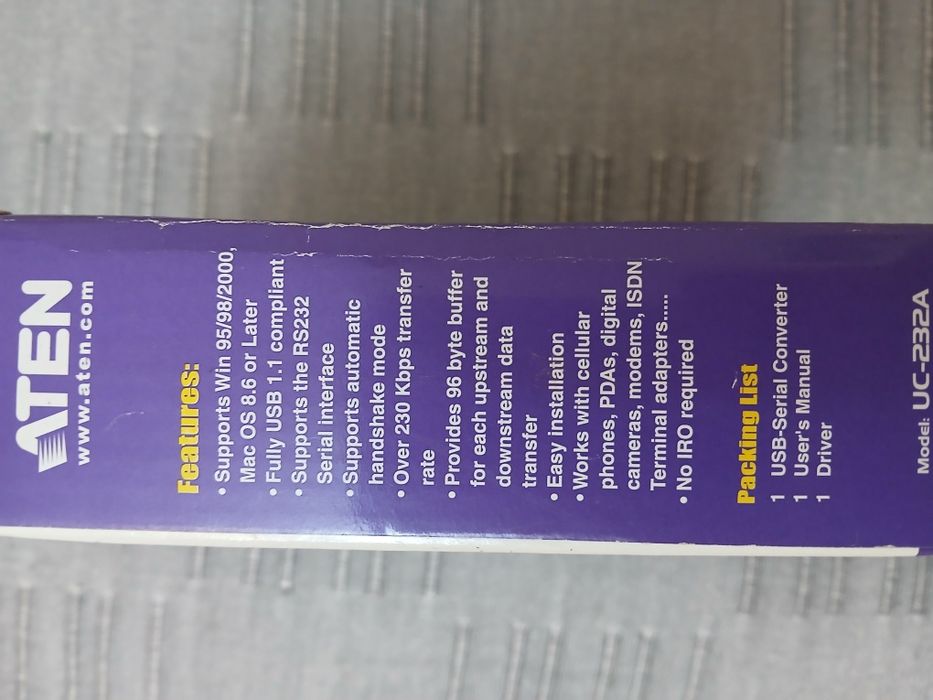 ATEN
www.aten.com
Features:
• Supports Win 95/98/2000,
Mac OS 8.6 or Later
• Fully USB 1.1 compliant
• Supports the RS232
Serial interface
• Supports automatic
handshake mode
• Over 230 Kbps transfer
rate
• Provides 96 byte buffer
for each upstream and
downstream data
transfer
• Easy installation
• Works with cellular
phones, PDAs, digital
cameras, modems, ISDN
Terminal adapters.....
• No IRO required
Packing List
1 USB-Serial Converter
1 User's Manual
1 Driver
Model: UC-232A